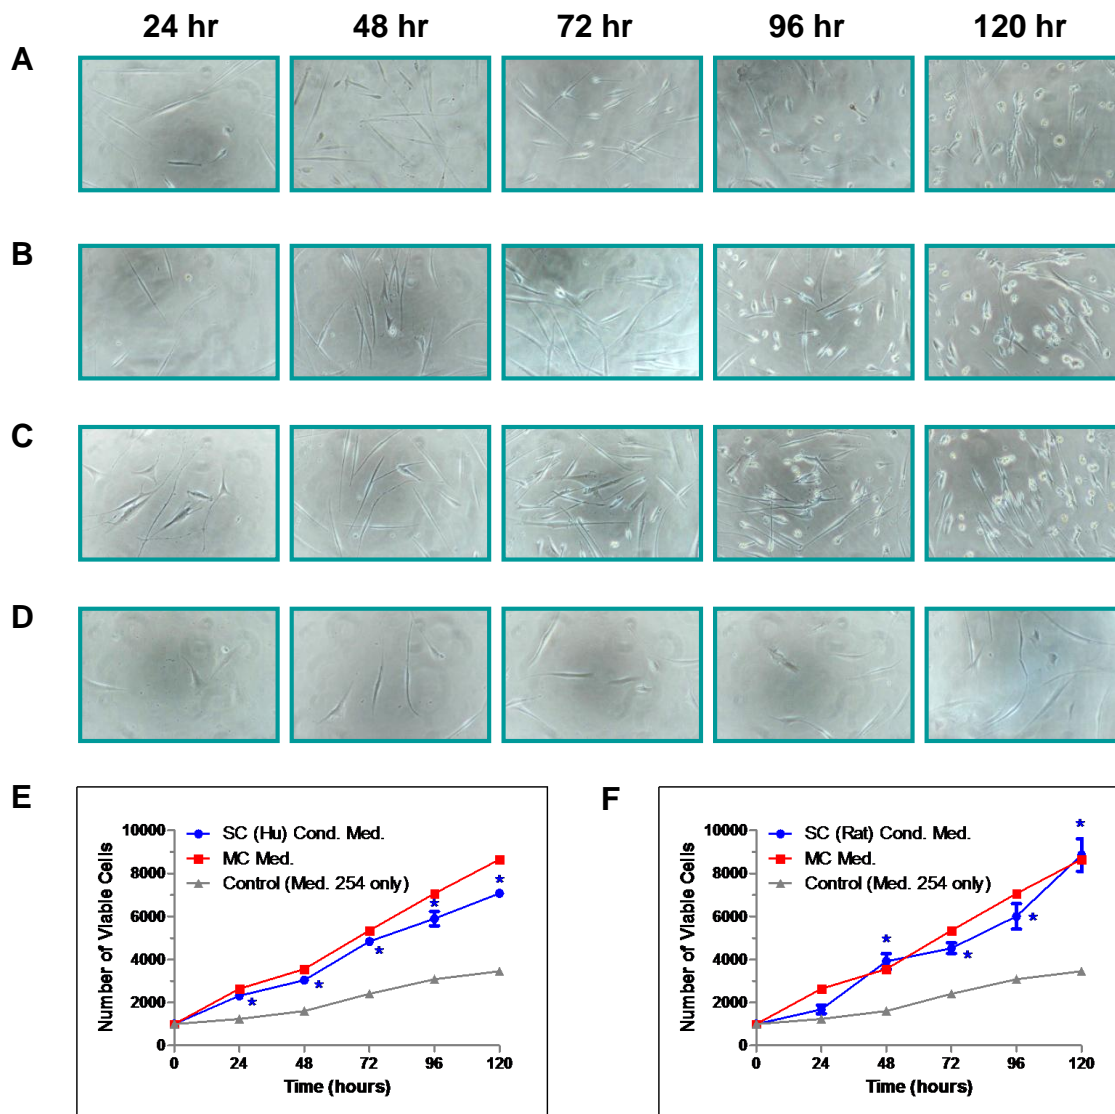 24 hr 48 hr 72 hr 96 hr 120 hr
A
B
C
D
E
F
SC (Hu) Cond. Med.
MC Med.
Control (Med. 254 only)
Number of Viable Cells
10000
8000
6000
4000
2000
0
* * * * *
0 24 48 72 96 120
Time (hours)
SC (Rat) Cond. Med.
MC Med.
Control (Med. 254 only)
Number of Viable Cells
10000
8000
6000
4000
2000
0
* * * *
0 24 48 72 96 120
Time (hours)